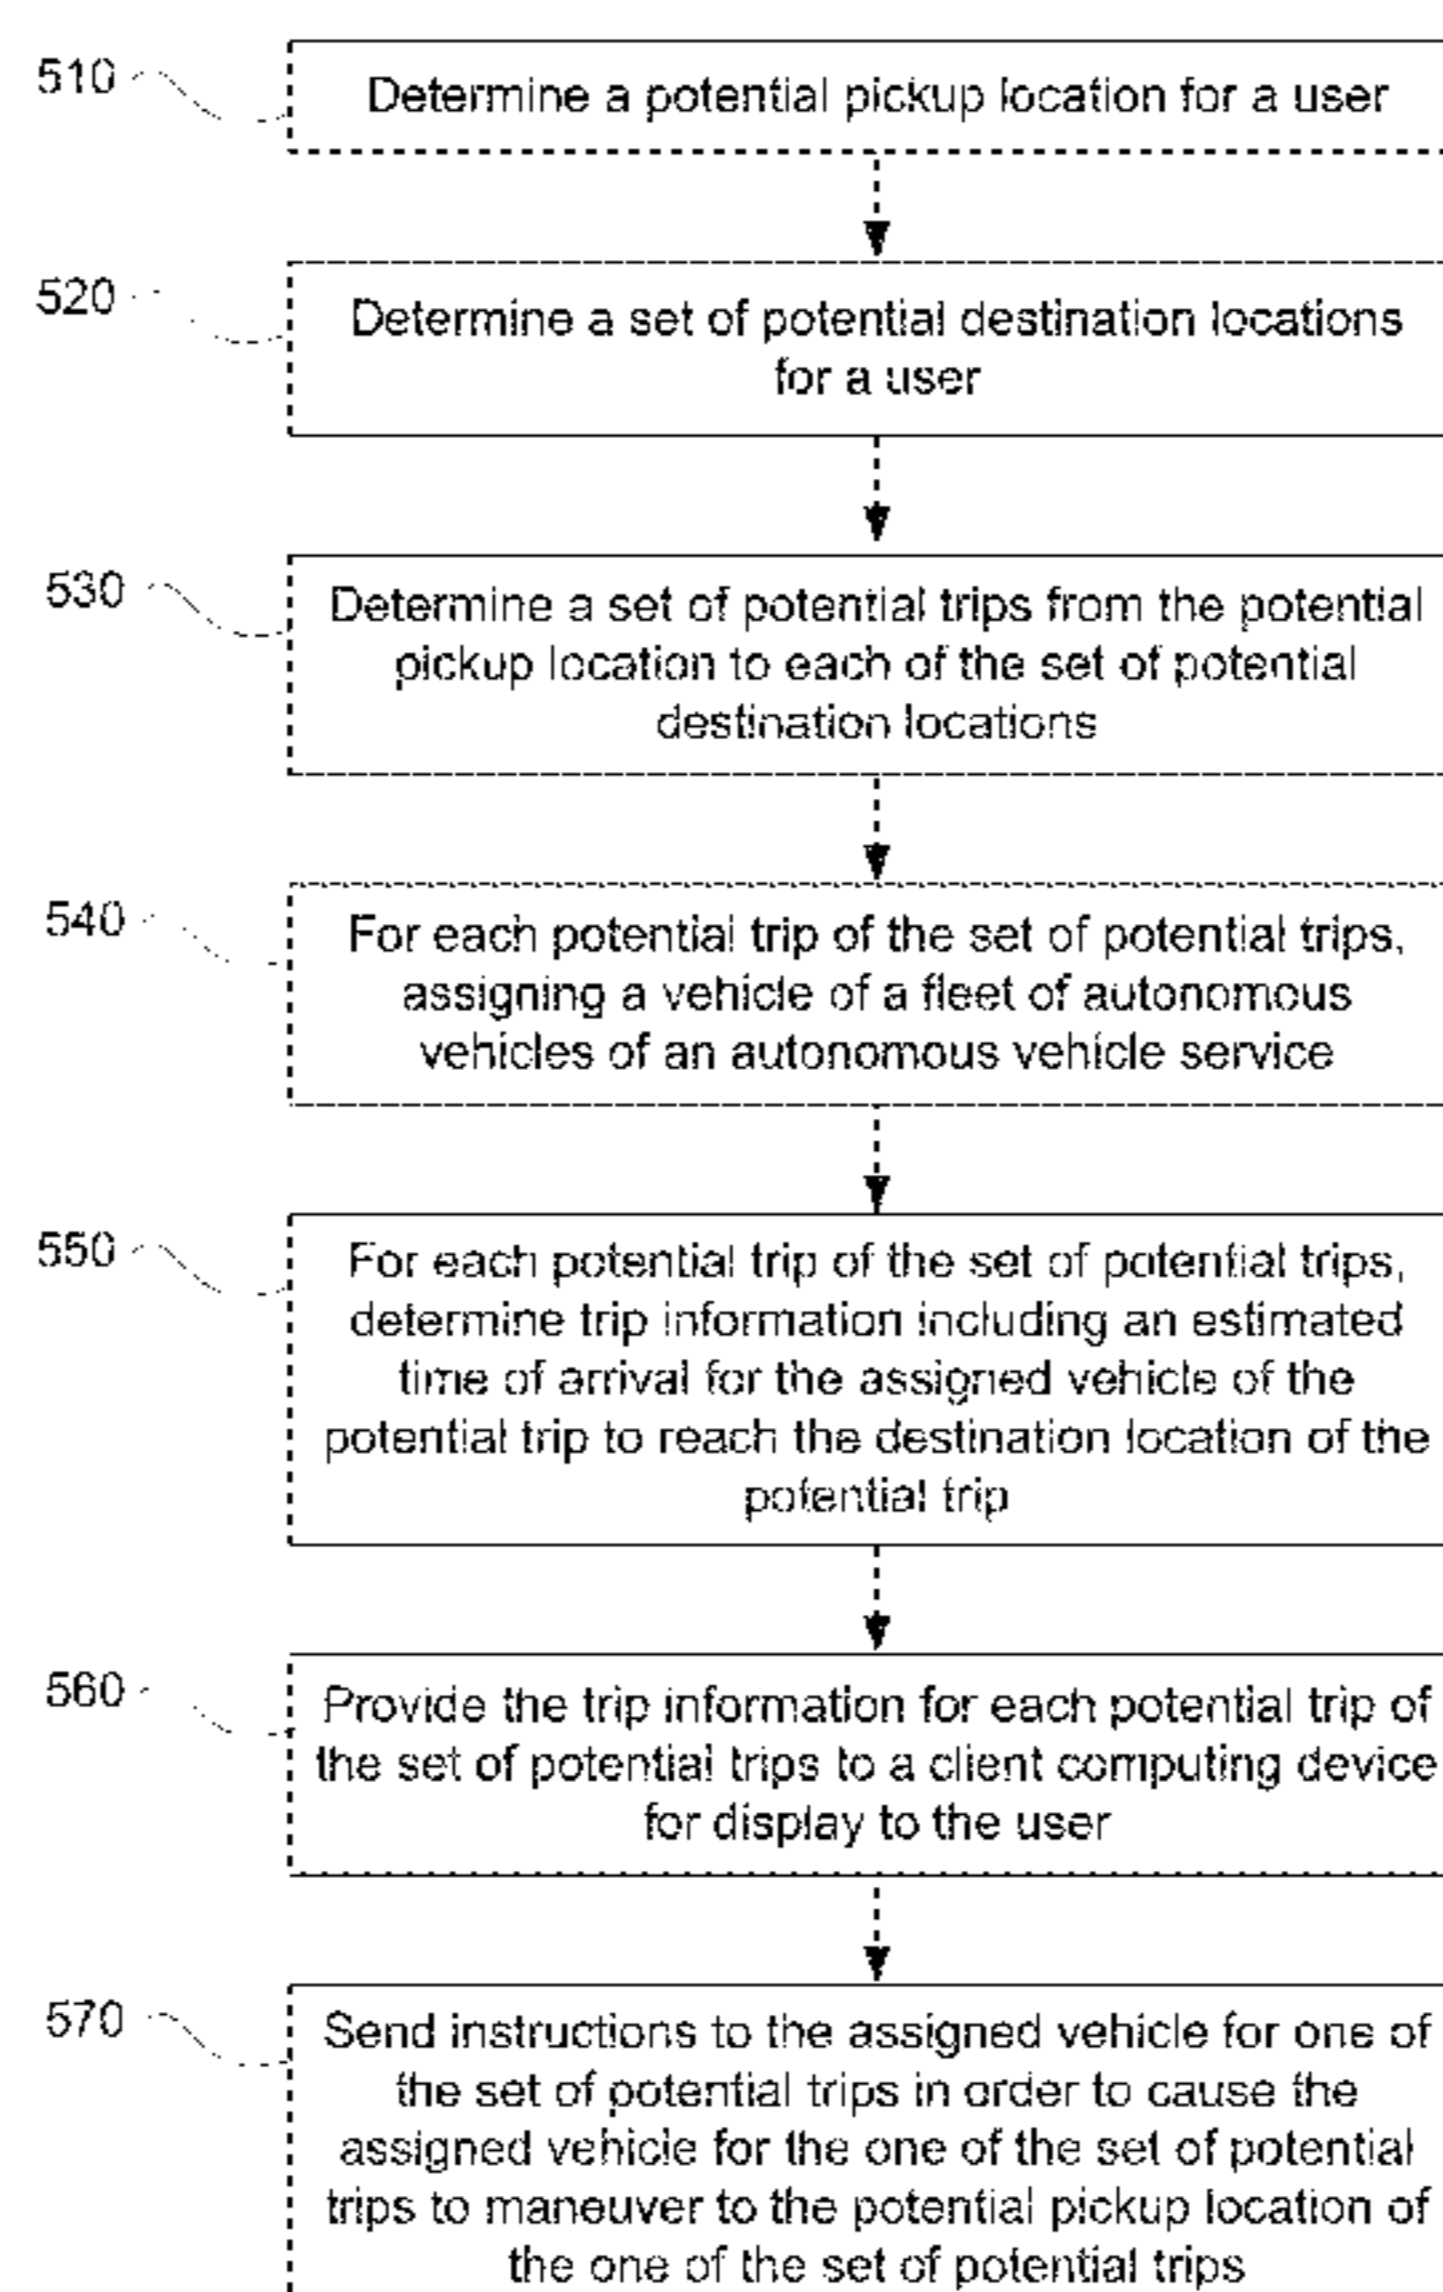 510
Determine a potential pickup location for a user
520
Determine a set of potential destination locations
for a user
530
Determine a set of potential trips from the potential
pickup location to each of the set of potential
destination locations
540
For each potential trip of the set of potential trips,
assigning a vehicle of a fleet of autonomous
vehicles of an autonomous vehicle service
550
For each potential trip of the set of potential trips,
determine trip information including an estimated
time of arrival for the assigned vehicle of the
potential trip to reach the destination location of the
potential trip
560
Provide the trip information for each potential trip of
the set of potential trips to a client computing device
for display to the user
570
Send instructions to the assigned vehicle for one of
the set of potential trips in order to cause the
assigned vehicle for the one of the set of potential
trips to maneuver to the potential pickup location of
the one of the set of potential trips